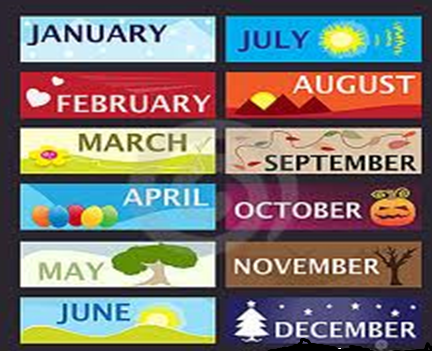 JANUARY
FEBRUARY
MARCH
APRIL
MAY
JUNE
JULY
AUGUST
SEPTEMBER
OCTOBER
NOVEMBER
DECEMBER